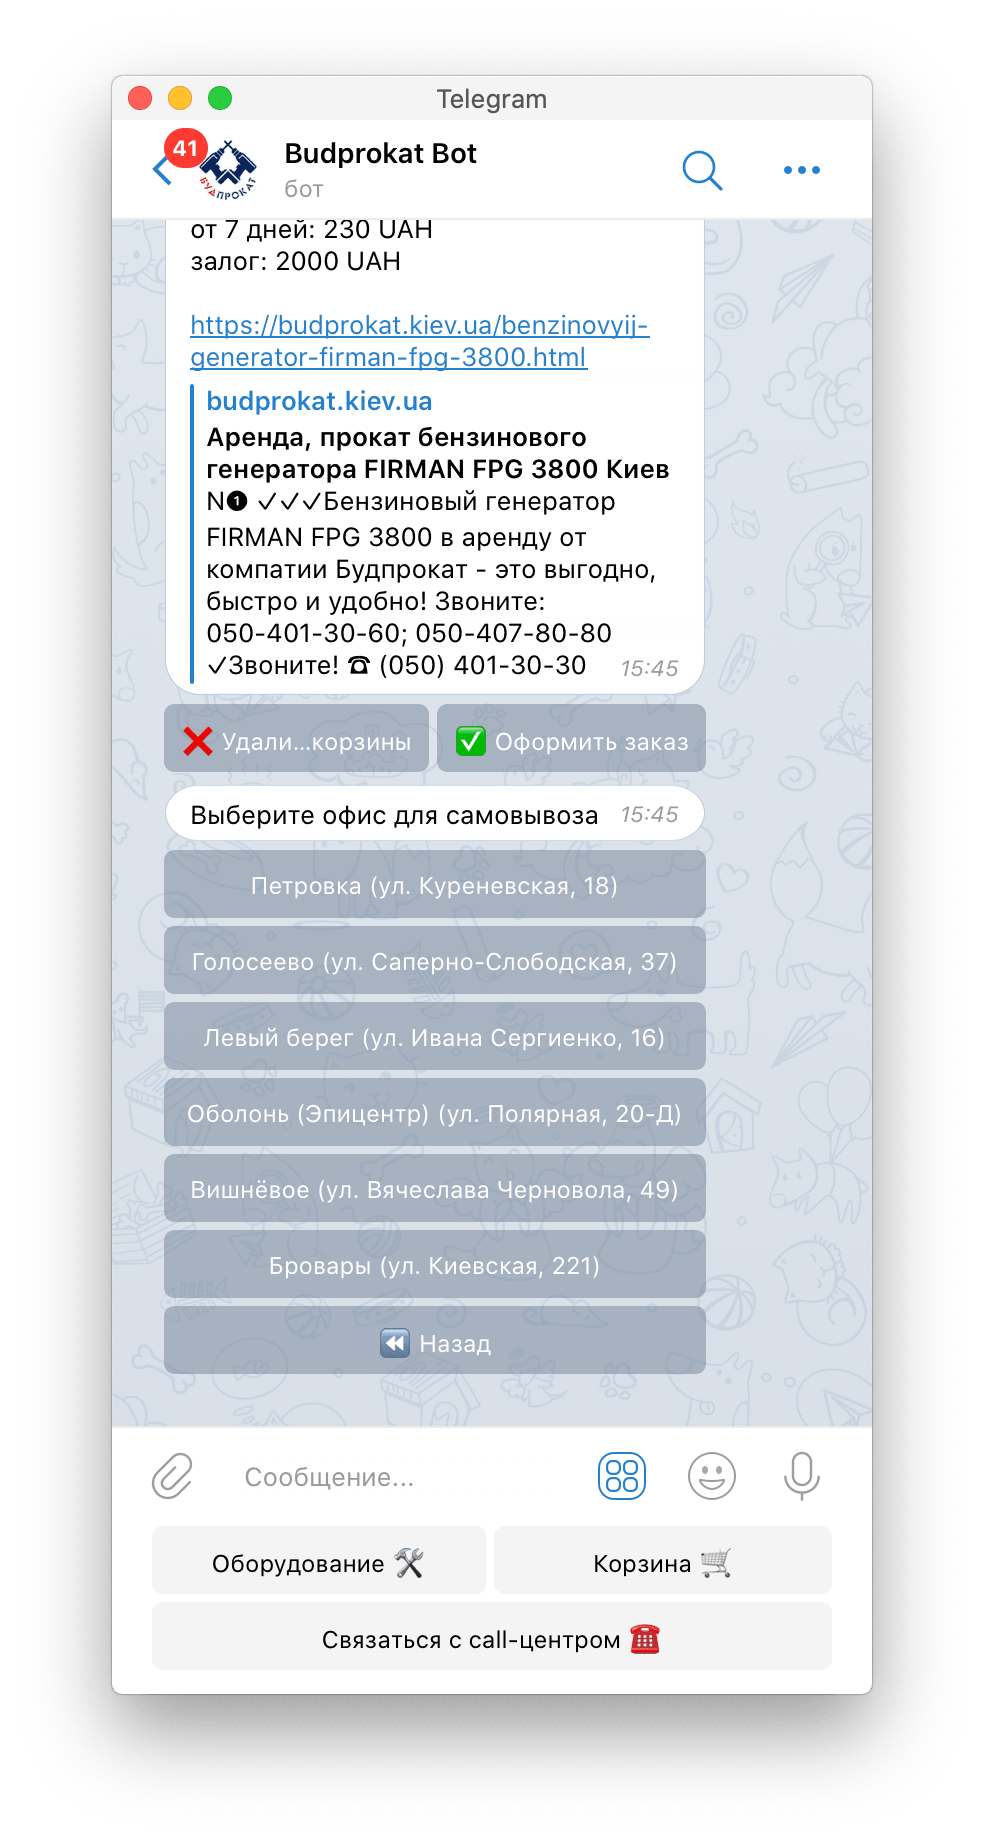 Telegram
41
БУДПРОКАТ
Budprokat Bot
бот
от 7 дней: 230 UAH
залог: 2000 UAH
https://budprokat.kiev.ua/benzinovyij-
generator-firman-fpg-3800.html
budprokat.kiev.ua
Аренда, прокат бензинового
генератора FIRMAN FPG 3800 Киев
N❶ ✓✓✓Бензиновый генератор
FIRMAN FPG 3800 в аренду от
компатии Будпрокат - это выгодно,
быстро и удобно! Звоните:
050-401-30-60; 050-407-80-80
✓Звоните! ☎ (050) 401-30-30 15:45
❌ Удали...корзины
✅ Оформить заказ
Выберите офис для самовывоза 15:45
Петровка (ул. Куреневская, 18)
Голосеево (ул. Саперно-Слободская, 37)
Левый берег (ул. Ивана Сергиенко, 16)
Оболонь (Эпицентр) (ул. Полярная, 20-Д)
Вишнёвое (ул. Вячеслава Черновола, 49)
Бровары (ул. Киевская, 221)
⏪ Назад
Сообщение...
Оборудование 🛠
Корзина 🛒
Связаться с call-центром ☎️